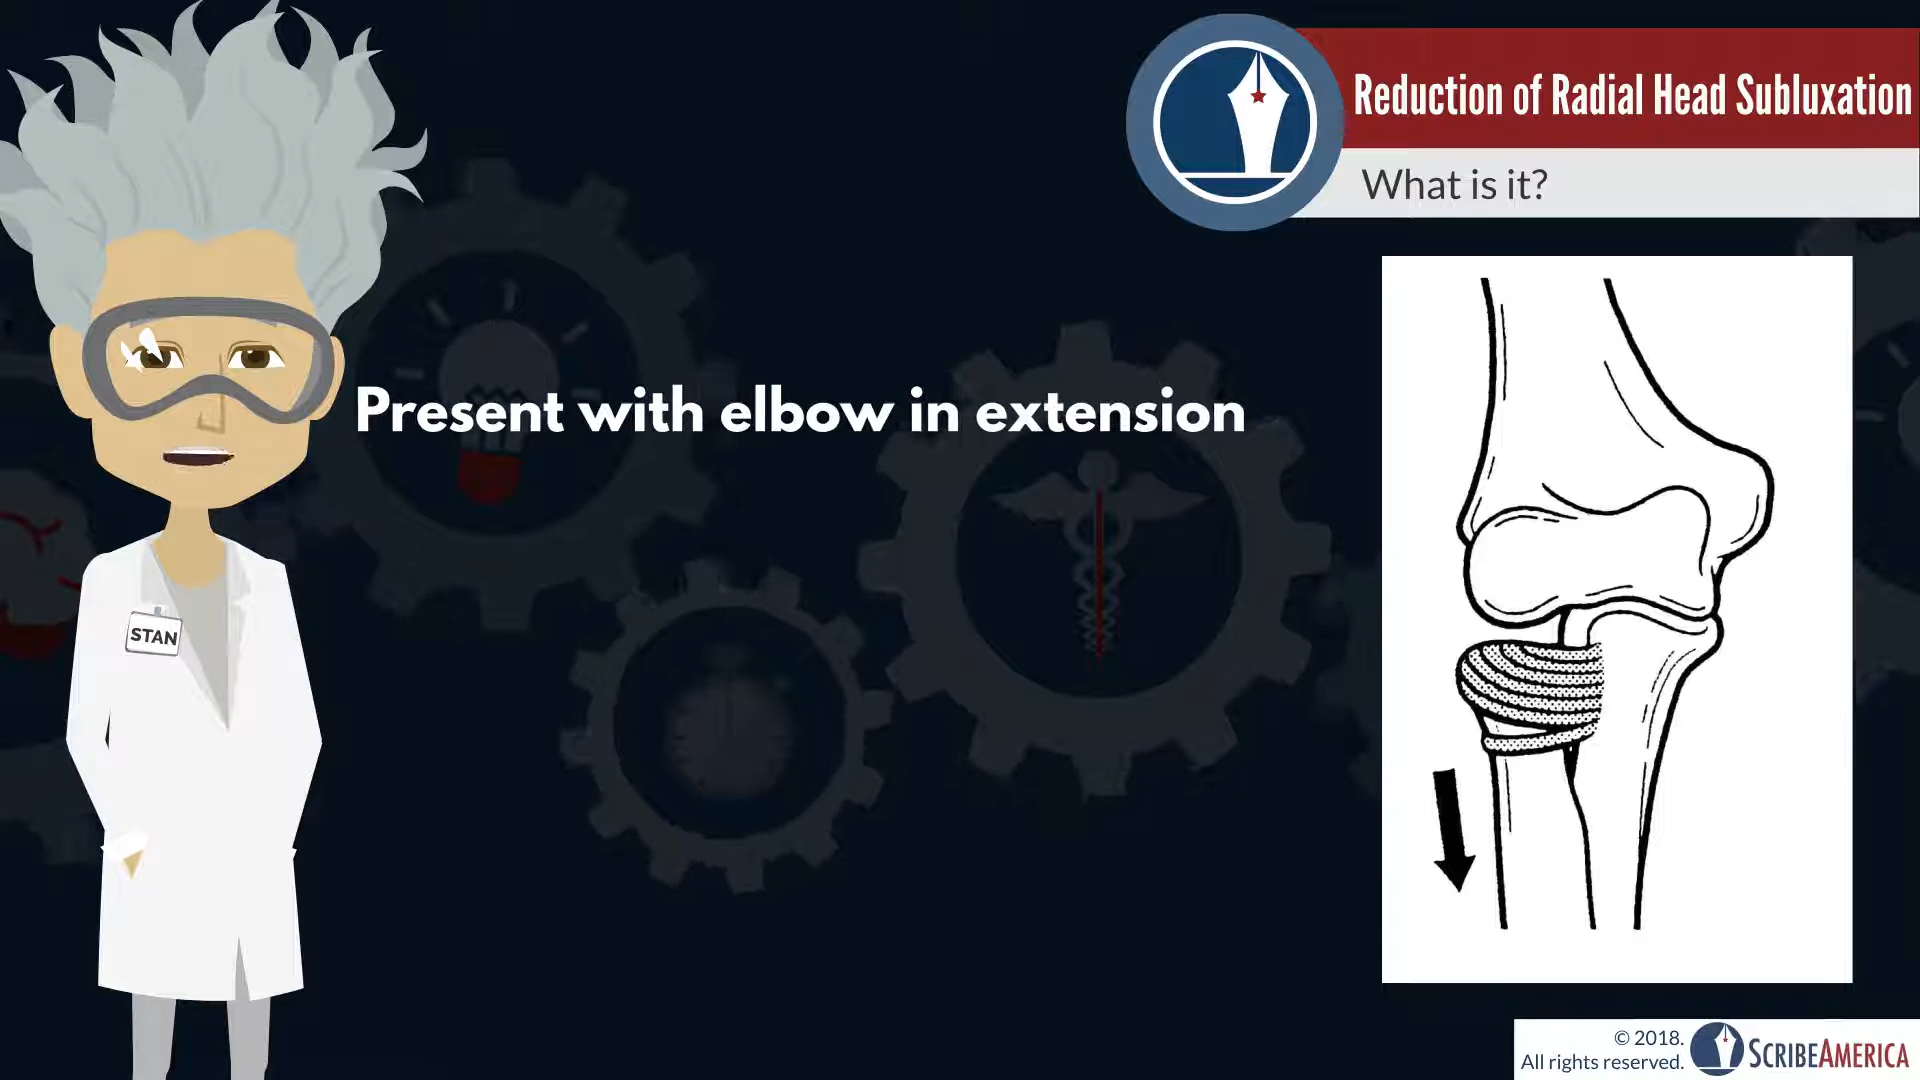 Reduction of Radial Head Subluxation
What is it?
Present with elbow in extension
STAN
© 2018.
All rights reserved.
SCRIBEAMERICA